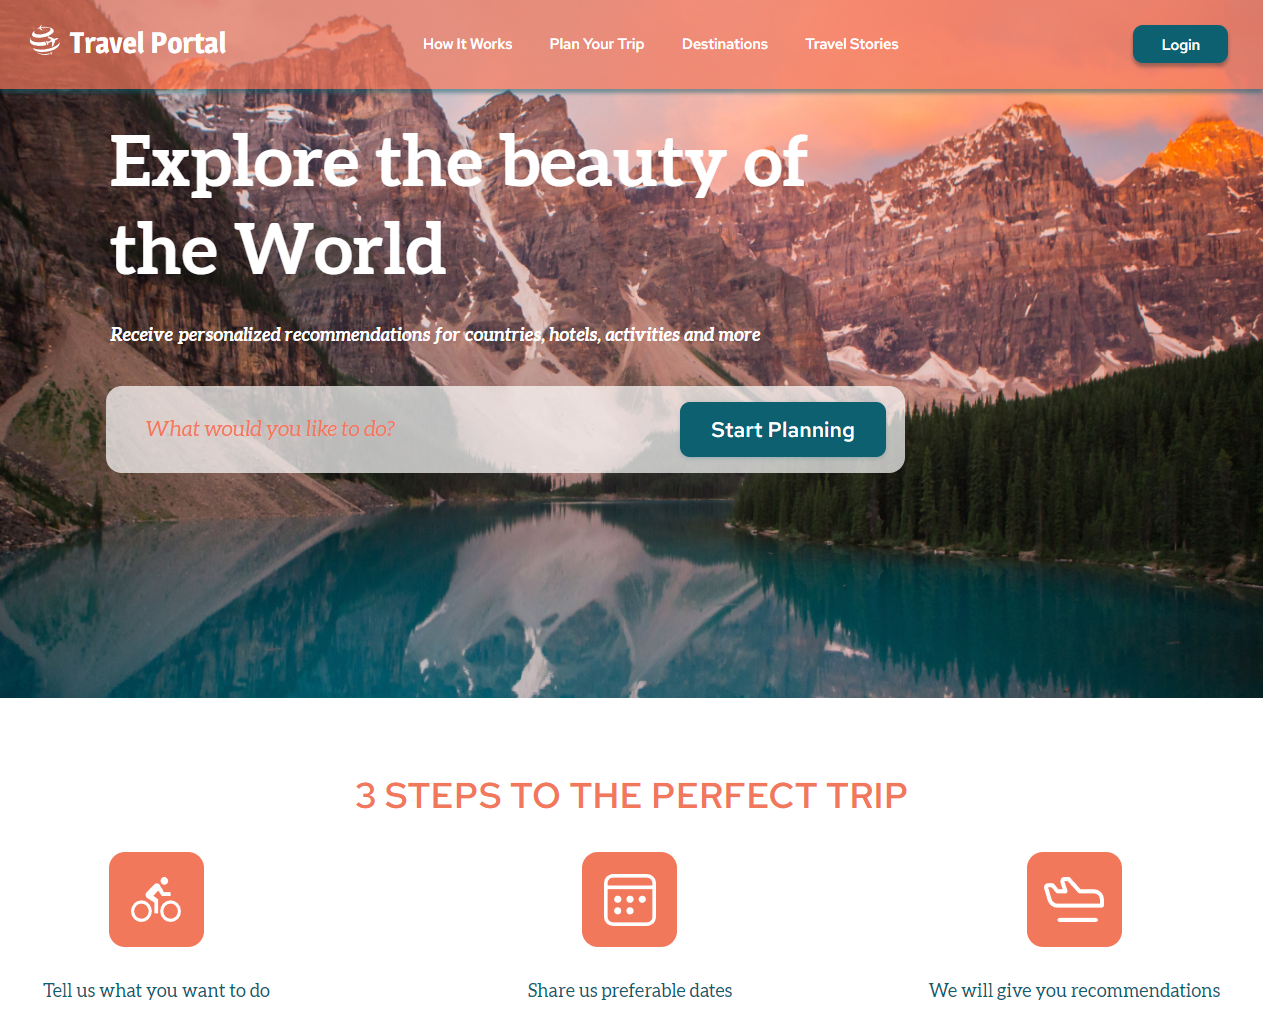 Travel Portal
How It Works
Plan Your Trip
Destinations
Travel Stories
Login
Explore the beauty of
the World
Receive personalized recommendations for countries, hotels, activities and more
What would you like to do?
Start Planning
3 STEPS TO THE PERFECT TRIP
Tell us what you want to do
Share us preferable dates
We will give you recommendations